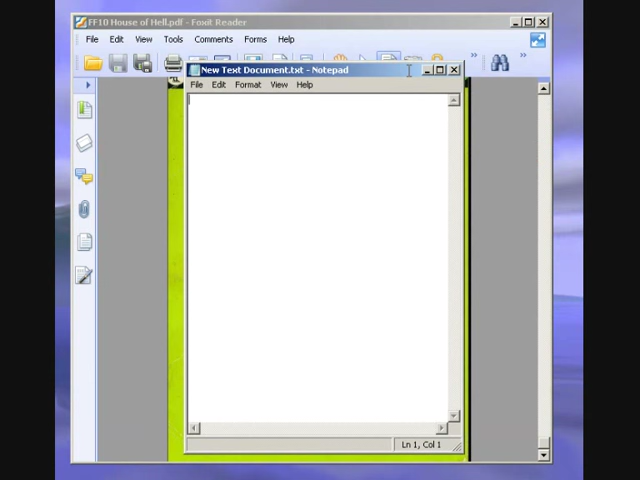 FF10 House of Hell.pdf - Foxit Reader
File Edit View Tools Comments Forms Help
New Text Document.txt - Notepad
File Edit Format View Help
Ln 1, Col 1